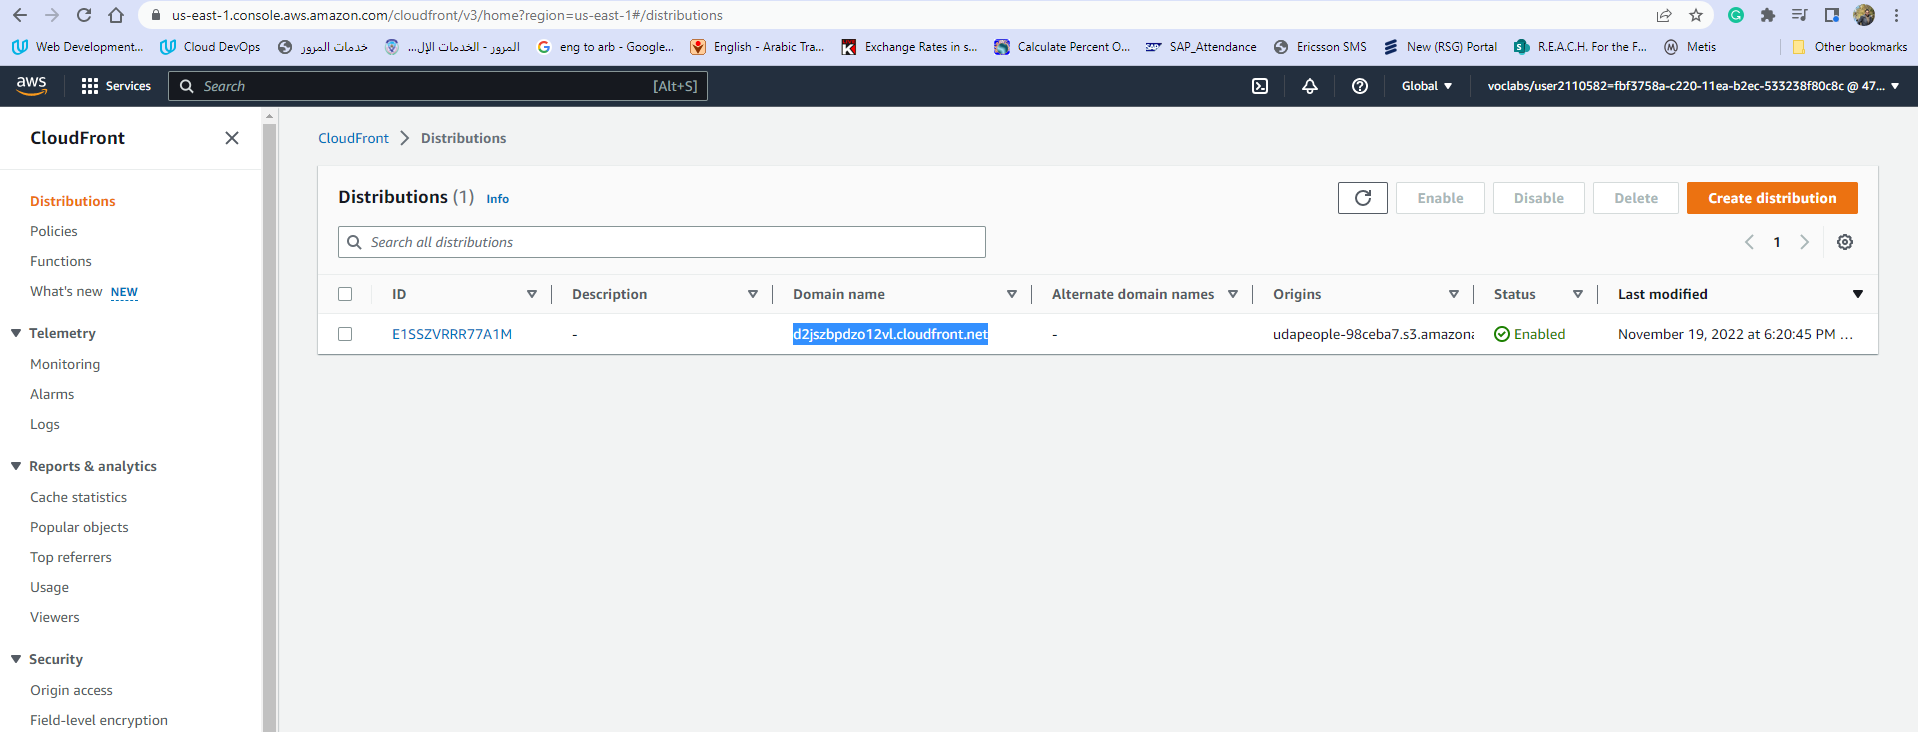 us-east-1.console.aws.amazon.com/cloudfront/v3/home?region=us-east-1#/distributions
Web Development... Cloud DevOps خدمات المرور المرور - الخدمات الإل... eng to arb - Google... English - Arabic Tra... Exchange Rates in s... Calculate Percent O... SAP_Attendance Ericsson SMS New (RSG) Portal R.E.A.C.H. For the F... Metis Other bookmarks
aws Services Search [Alt+S] Global voclabs/user2110582=fbf3758a-c220-11ea-b2ec-533238f80c8c @ 47...
CloudFront
Distributions
Policies
Functions
What's new NEW
Telemetry
Monitoring
Alarms
Logs
Reports & analytics
Cache statistics
Popular objects
Top referrers
Usage
Viewers
Security
Origin access
Field-level encryption
CloudFront Distributions
Distributions (1) Info
Enable Disable Delete Create distribution
Search all distributions
1
ID Description Domain name Alternate domain names Origins Status Last modified
E1SSZVRRR77A1M - d2jszbpdzo12vl.cloudfront.net - udapeople-98ceba7.s3.amazona Enabled November 19, 2022 at 6:20:45 PM ...